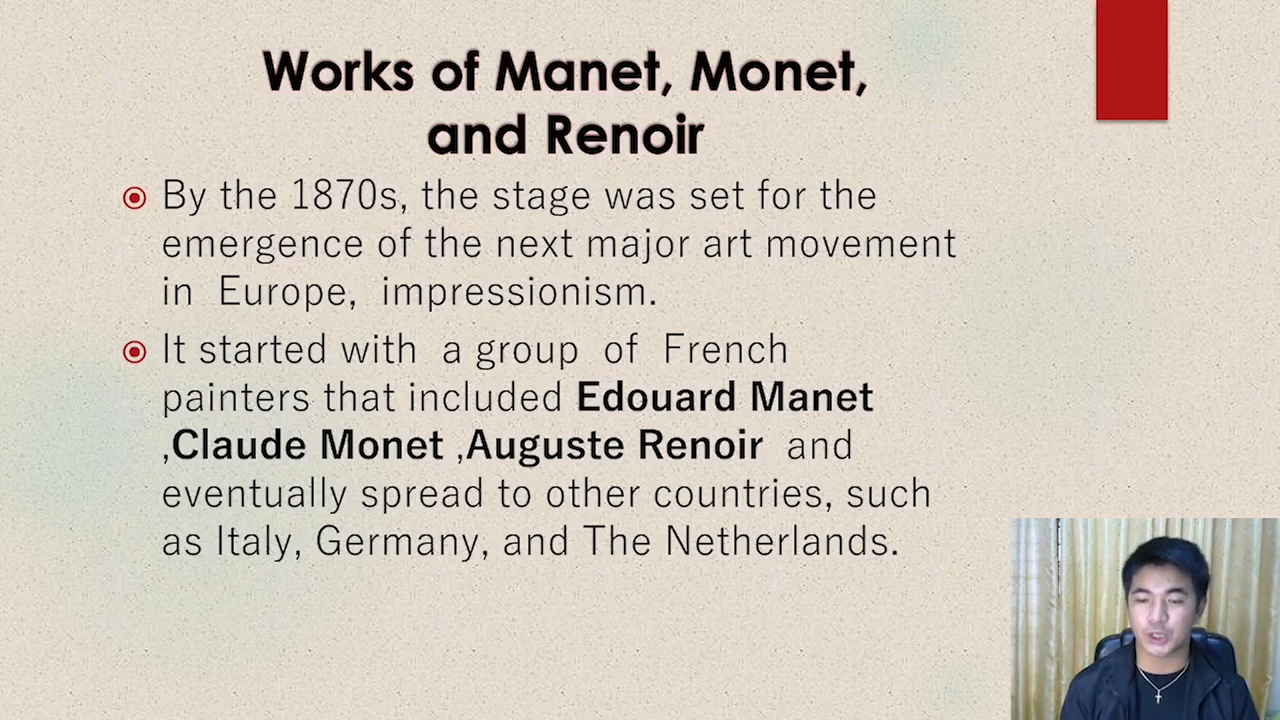 Works of Manet, Monet,
and Renoir
By the 1870s, the stage was set for the
emergence of the next major art movement
in Europe, impressionism.
It started with a group of French
painters that included Edouard Manet
,Claude Monet ,Auguste Renoir and
eventually spread to other countries, such
as Italy, Germany, and The Netherlands.